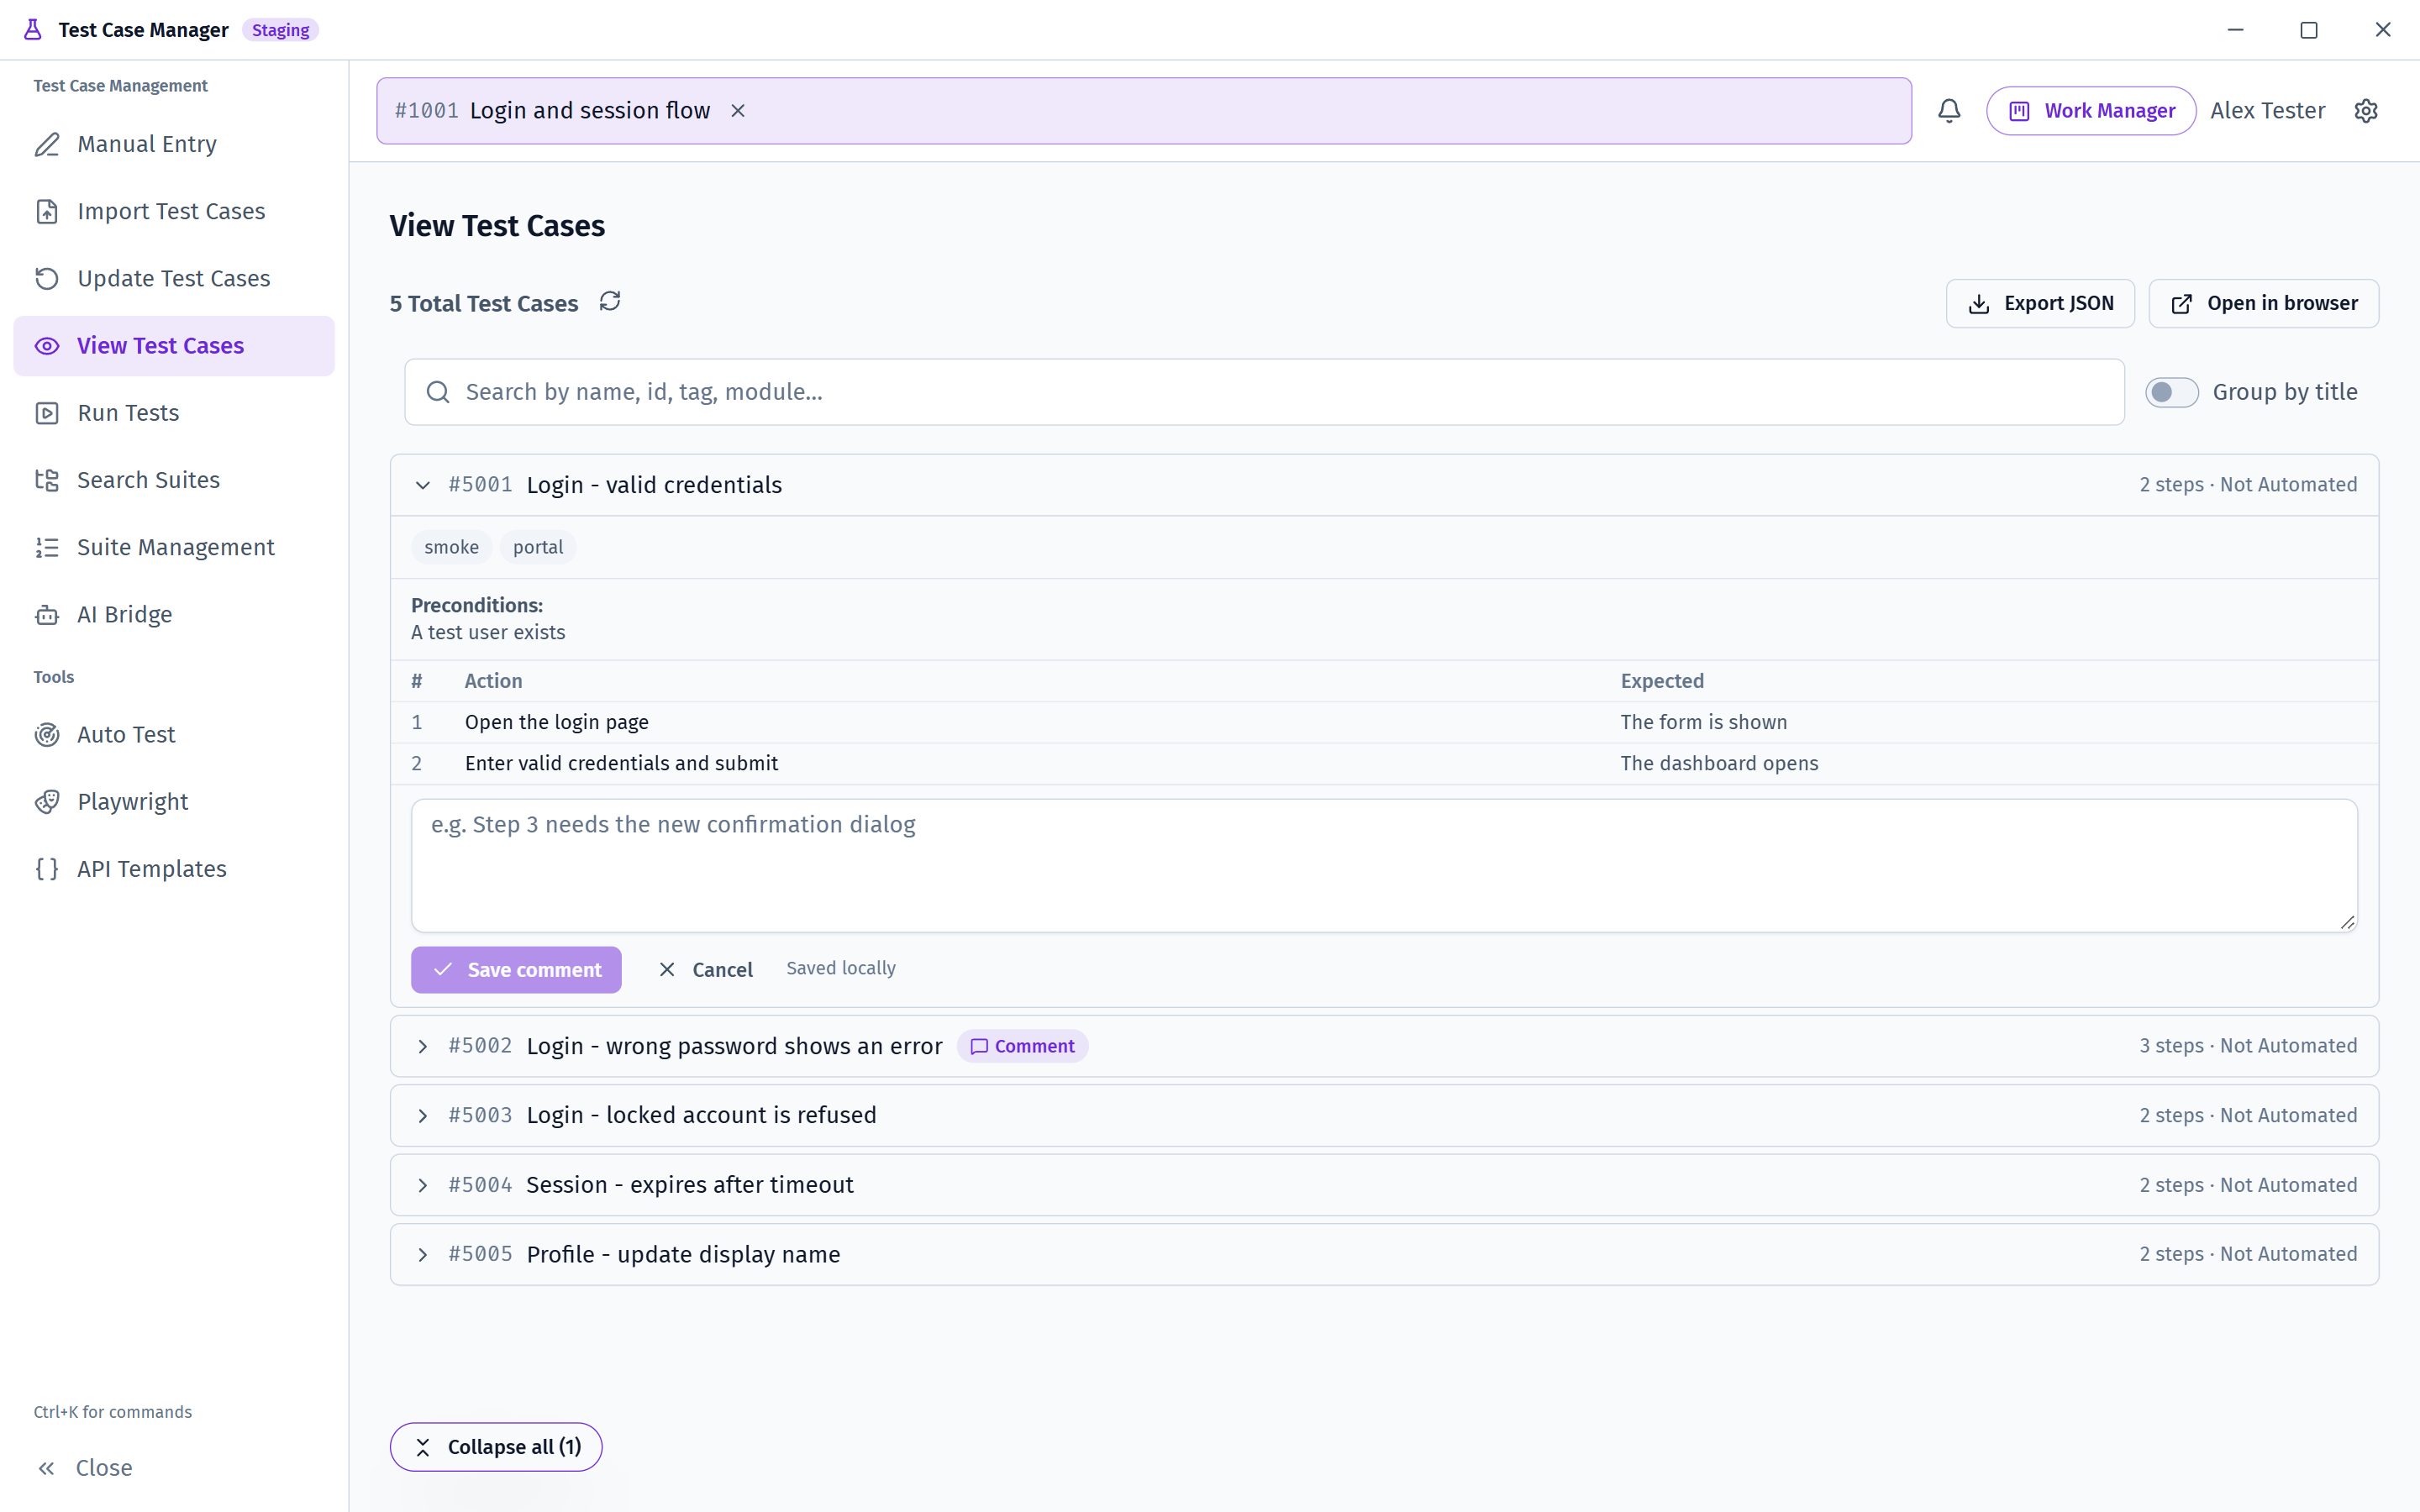 Test Case Manager Staging
Test Case Management
Manual Entry
Import Test Cases
Update Test Cases
View Test Cases
Run Tests
Search Suites
Suite Management
AI Bridge
Tools
Auto Test
Playwright
API Templates
Ctrl+K for commands
Close
#1001 Login and session flow
Work Manager
Alex Tester
View Test Cases
5 Total Test Cases
Export JSON
Open in browser
Search by name, id, tag, module...
Group by title
#5001 Login - valid credentials 2 steps · Not Automated
smoke portal
Preconditions:
A test user exists
# Action Expected
1 Open the login page The form is shown
2 Enter valid credentials and submit The dashboard opens
e.g. Step 3 needs the new confirmation dialog
Save comment Cancel Saved locally
#5002 Login - wrong password shows an error Comment 3 steps · Not Automated
#5003 Login - locked account is refused 2 steps · Not Automated
#5004 Session - expires after timeout 2 steps · Not Automated
#5005 Profile - update display name 2 steps · Not Automated
Collapse all (1)